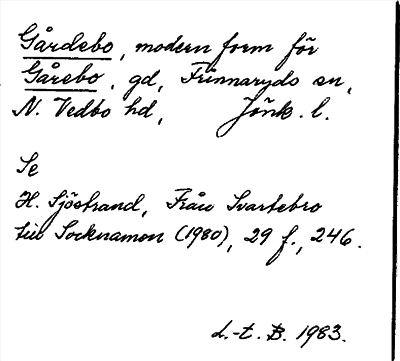 Gårdebo, modern form för
Gårebo, gd, Frinnaryds sn,
N. Vedbo hd, Jönk. l.
Se
H. Sjöstrand, Från Svartebro
till Socknamon (1980), 29 f., 246.
d.-t. B. 1983.